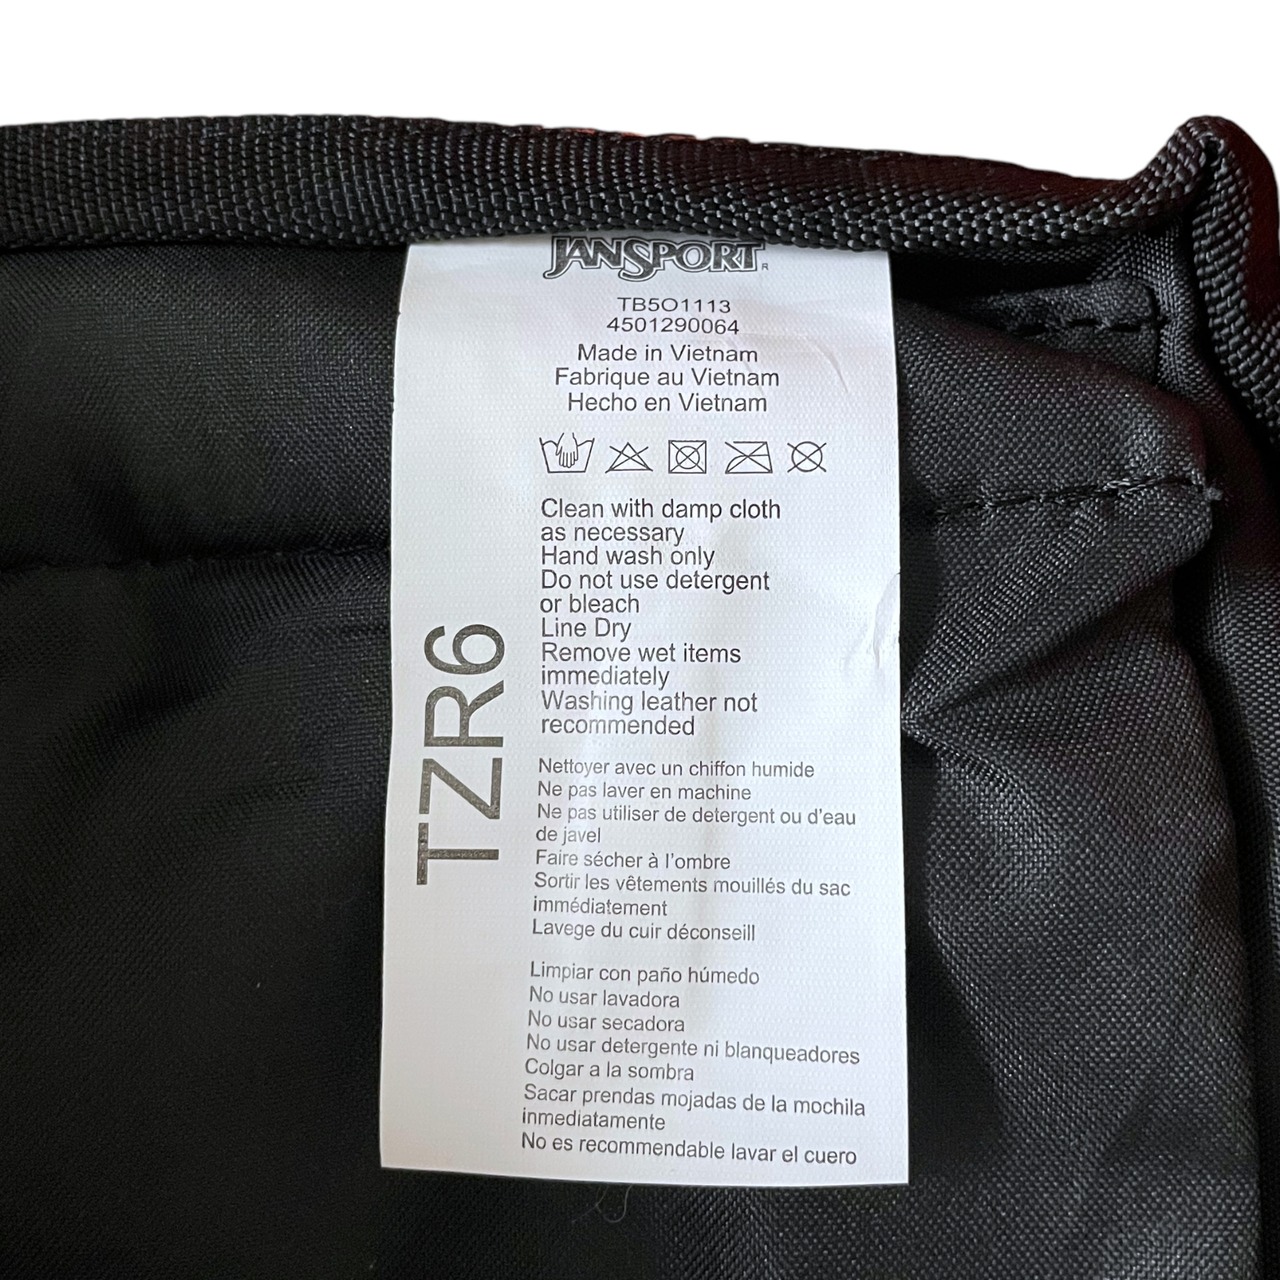 JANSPORT
TB5O1113
4501290064
Made in Vietnam
Fabrique au Vietnam
Hecho en Vietnam
Clean with damp cloth
as necessary
Hand wash only
Do not use detergent
or bleach
Line Dry
Remove wet items
immediately
Washing leather not
recommended
TZR6
Nettoyer avec un chiffon humide
Ne pas laver en machine
Ne pas utiliser de detergent ou d'eau
de javel
Faire sécher à l'ombre
Sortir les vêtements mouillés du sac
immédiatement
Lavege du cuir déconseill
Limpiar con paño húmedo
No usar lavadora
No usar secadora
No usar detergente ni blanqueadores
Colgar a la sombra
Sacar prendas mojadas de la mochila
inmediatamente
No es recommendable lavar el cuero